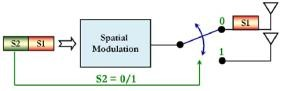 0
S1
S2 S1
Spatial
Modulation
1
S2 = 0/1